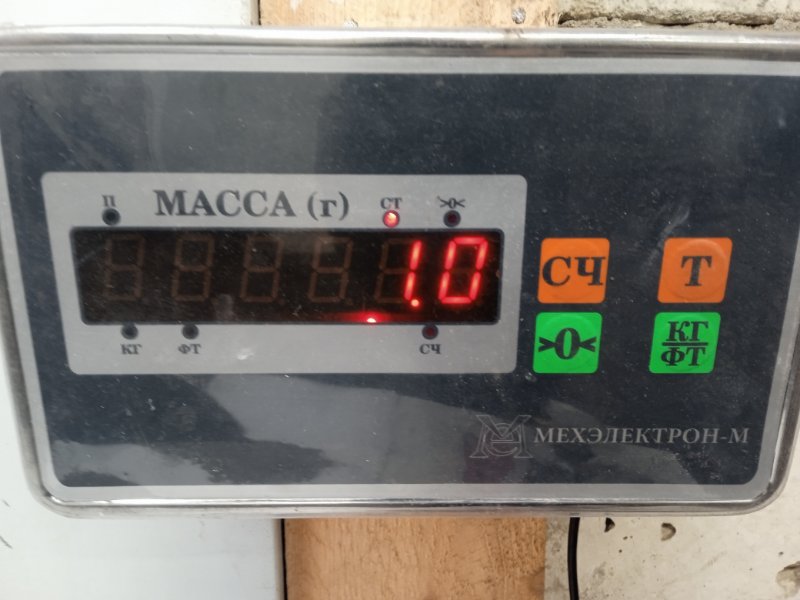 П МАССА (г) СТ >0<
1.0
КГ ФТ СЧ
СЧ Т
>0< КГ/ФТ
МЕХЭЛЕКТРОН-М